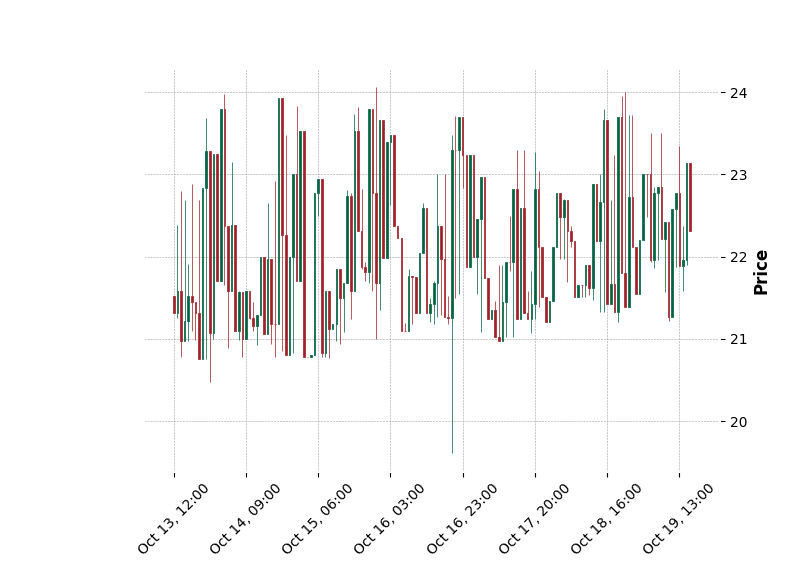 24
23
22
21
20
Price
Oct 13, 12:00
Oct 14, 09:00
Oct 15, 06:00
Oct 16, 03:00
Oct 16, 23:00
Oct 17, 20:00
Oct 18, 16:00
Oct 19, 13:00